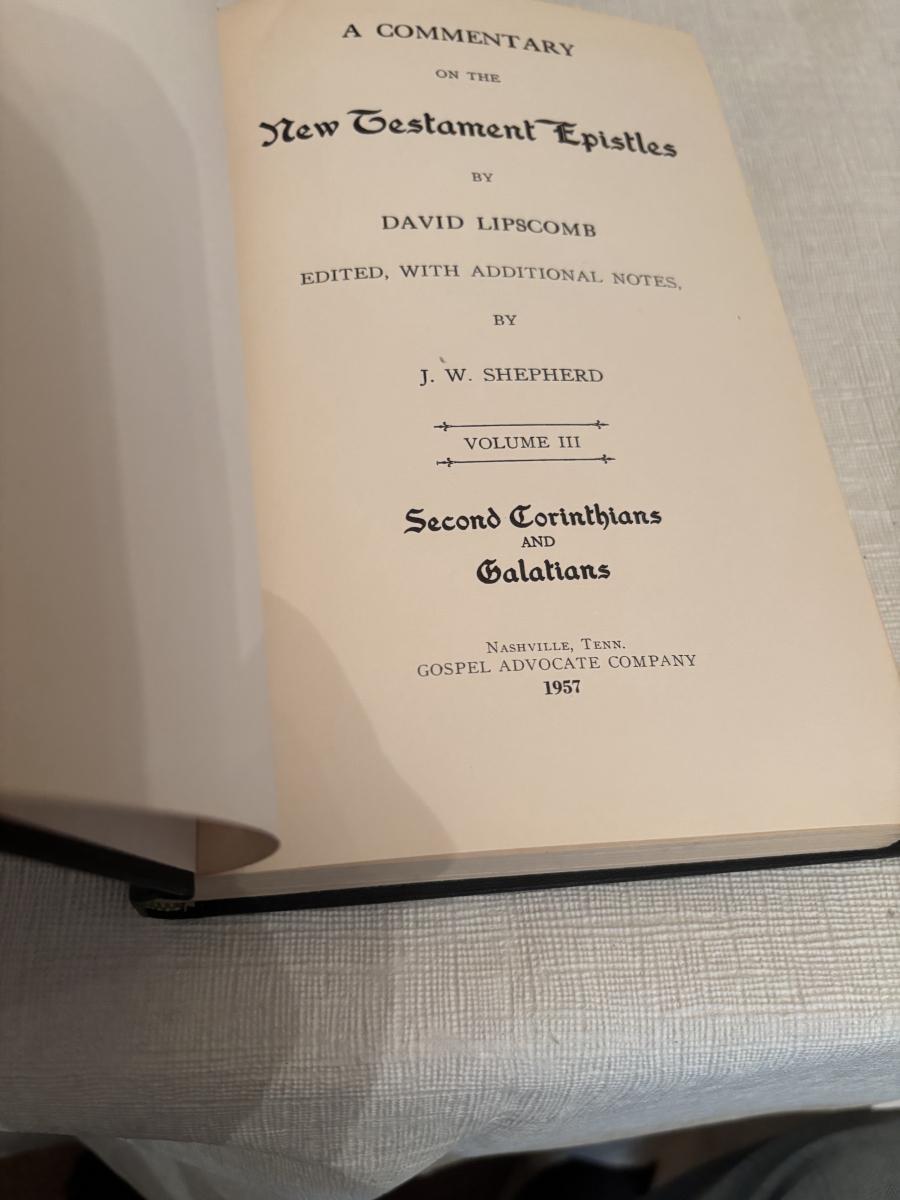 A COMMENTARY
ON THE
New Testament Epistles
BY
DAVID LIPSCOMB
EDITED, WITH ADDITIONAL NOTES,
BY
J. W. SHEPHERD
VOLUME III
Second Corinthians
AND
Galatians
NASHVILLE, TENN.
GOSPEL ADVOCATE COMPANY
1957